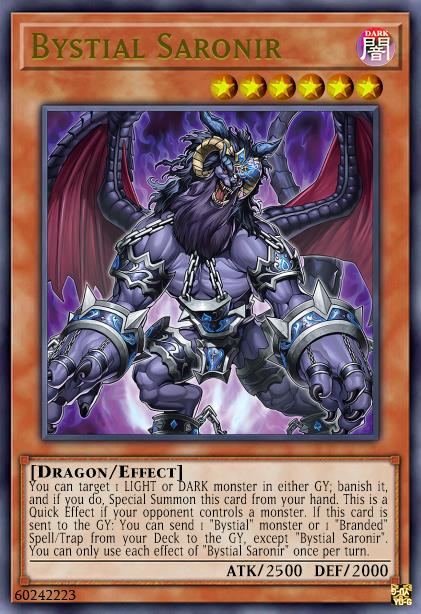 BYSTIAL SARONIR
DARK
闇
[DRAGON/EFFECT]
You can target 1 LIGHT or DARK monster in either GY; banish it,
and if you do, Special Summon this card from your hand. This is a
Quick Effect if your opponent controls a monster. If this card is
sent to the GY: You can send 1 "Bystial" monster or 1 "Branded"
Spell/Trap from your Deck to the GY, except "Bystial Saronir".
You can only use each effect of "Bystial Saronir" once per turn.
ATK/2500 DEF/2000
60242223